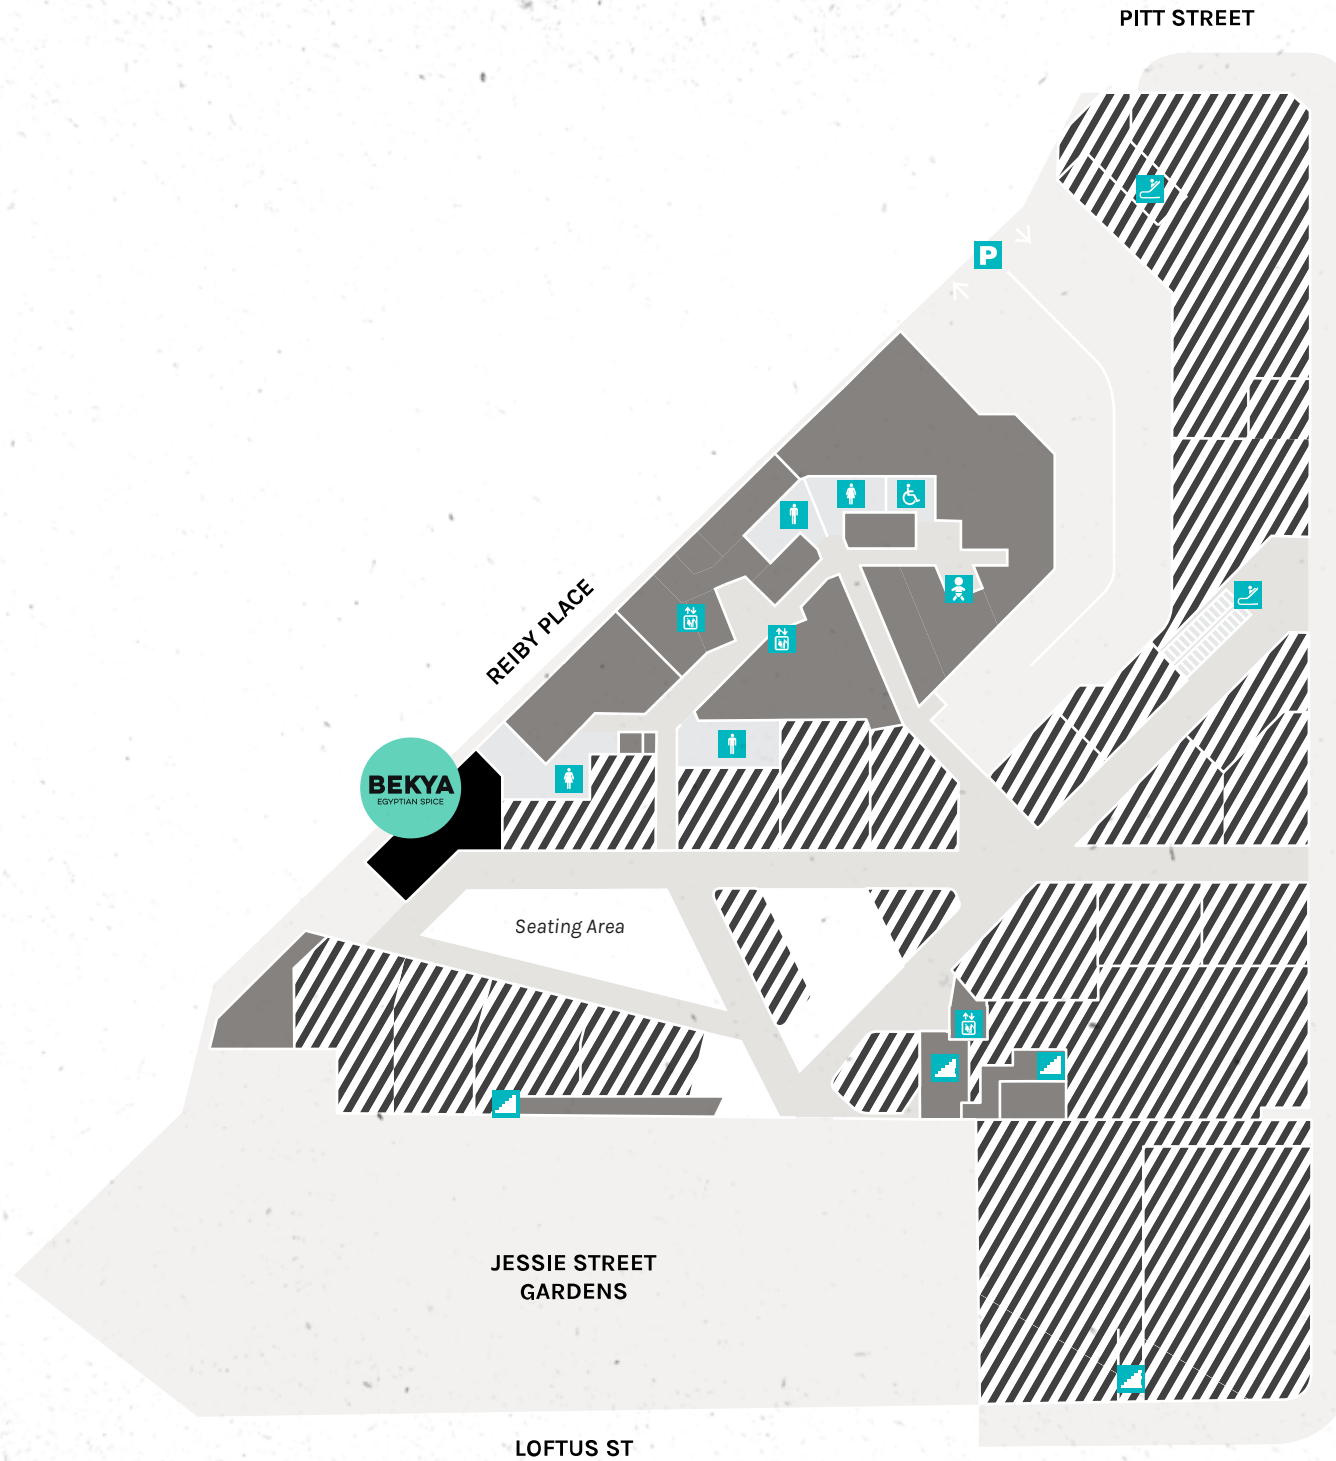 PITT STREET
P
REIBY PLACE
BEKYA
EGYPTIAN SPICE
Seating Area
JESSIE STREET
GARDENS
LOFTUS ST